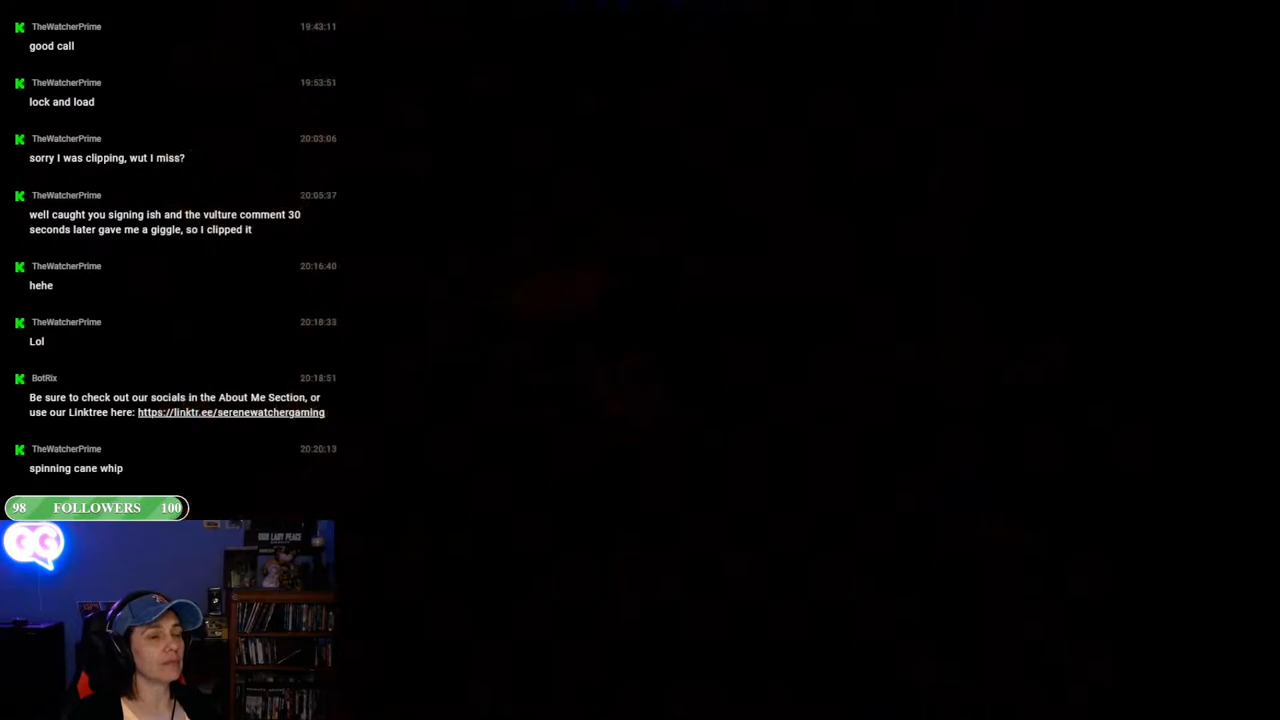 TheWatcherPrime 19:43:11
good call
TheWatcherPrime 19:53:51
lock and load
TheWatcherPrime 20:03:06
sorry I was clipping, wut I miss?
TheWatcherPrime 20:05:37
well caught you signing ish and the vulture comment 30
seconds later gave me a giggle, so I clipped it
TheWatcherPrime 20:16:40
hehe
TheWatcherPrime 20:18:33
Lol
BotRix 20:18:51
Be sure to check out our socials in the About Me Section, or
use our Linktree here: https://linktr.ee/serenewatchergaming
TheWatcherPrime 20:20:13
spinning cane whip
98 FOLLOWERS 100
GG
OUR LADY PEACE